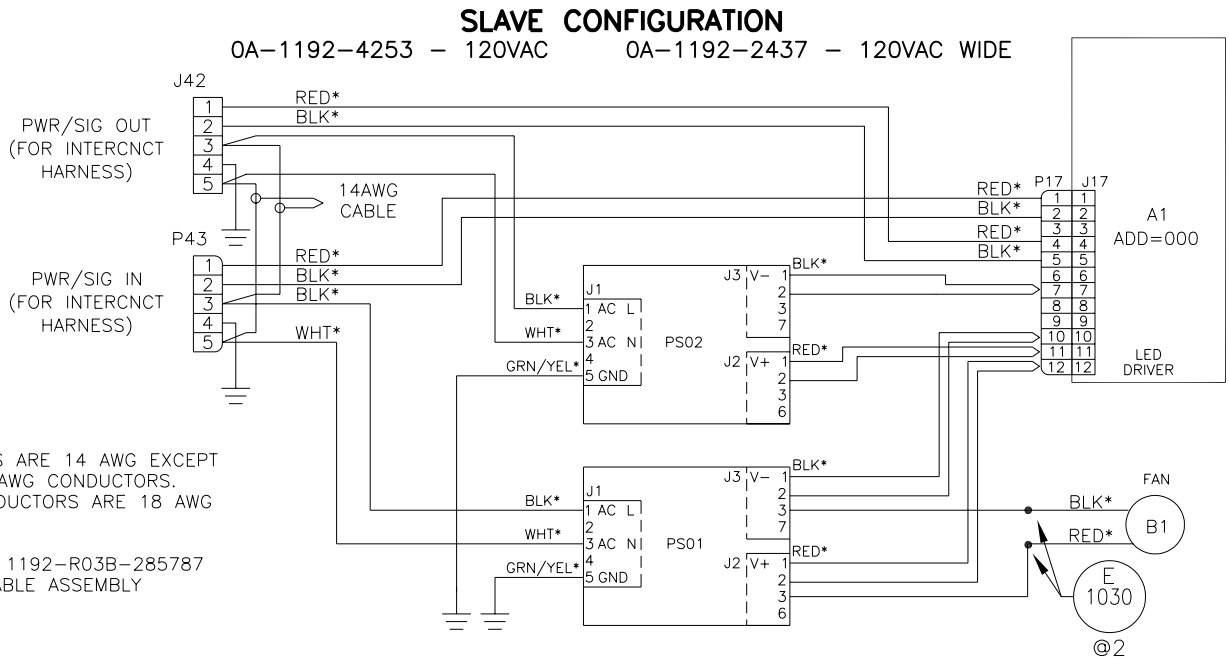 SLAVE CONFIGURATION
0A-1192-4253 - 120VAC 0A-1192-2437 - 120VAC WIDE
J42
1
2
3
4
5
PWR/SIG OUT
(FOR INTERCNCT
HARNESS)
RED*
BLK*
14AWG
CABLE
P43
1
2
3
4
5
PWR/SIG IN
(FOR INTERCNCT
HARNESS)
RED*
BLK*
BLK*
WHT*
P17 J17
RED*
BLK*
RED*
BLK*
1 1
2 2
3 3
4 4
5 5
6 6
7 7
8 8
9 9
10 10
11 11
12 12
A1
ADD=000
LED
DRIVER
J1
BLK*
1 AC L
2
WHT*
3 AC N
4
GRN/YEL*
5 GND
PS02
J3 V- 1
2
3
7
BLK*
J2 V+ 1
2
3
6
RED*
J1
BLK*
1 AC L
2
WHT*
3 AC N
4
GRN/YEL*
5 GND
PS01
J3 V- 1
2
3
7
BLK*
J2 V+ 1
2
3
6
RED*
FAN
BLK*
RED*
B1
E
1030
@2
S ARE 14 AWG EXCEPT
AWG CONDUCTORS.
DUCTORS ARE 18 AWG
1192-R03B-285787
ABLE ASSEMBLY